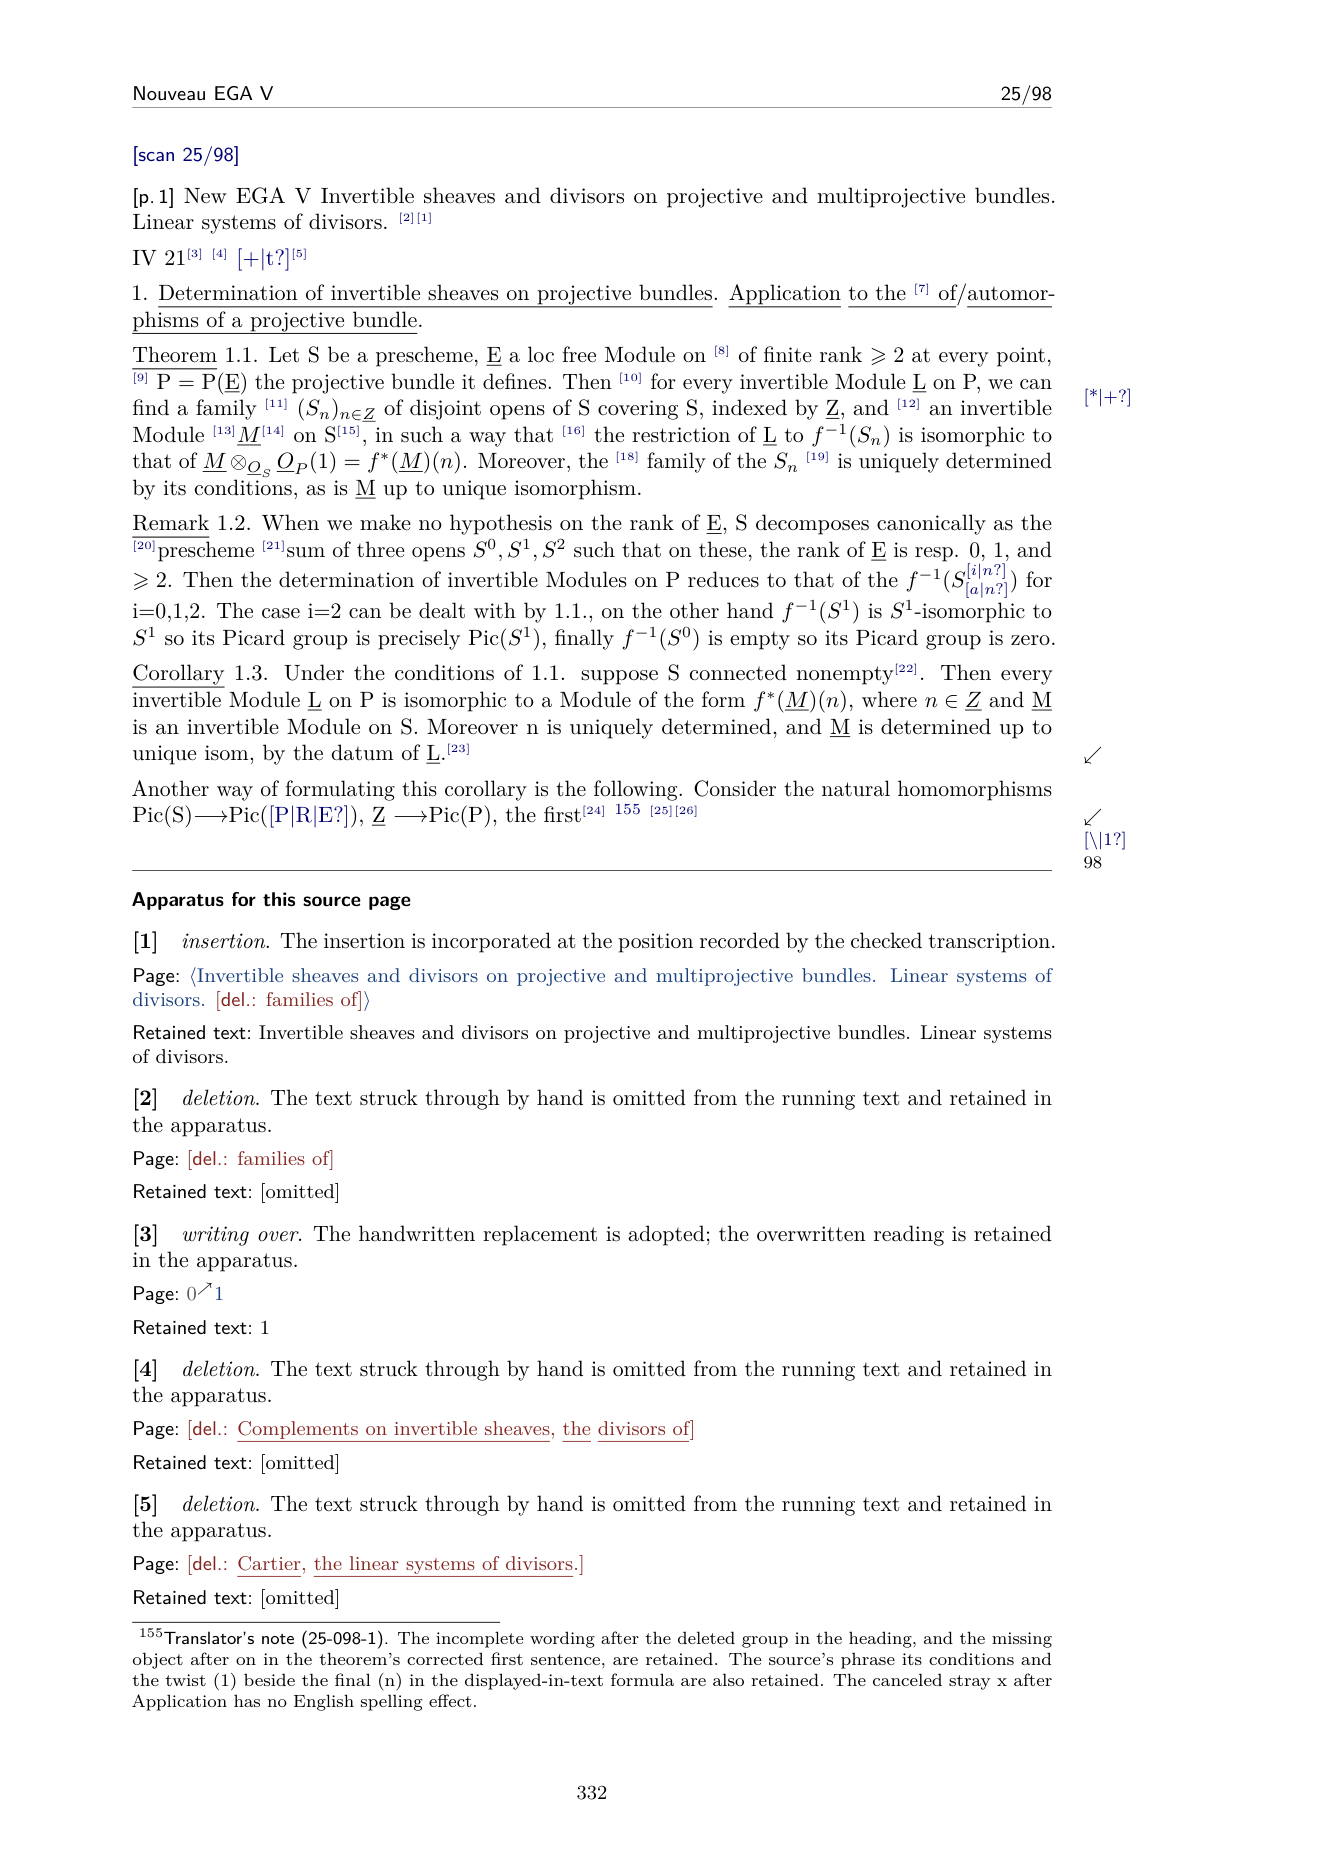 Nouveau EGA V 25/98
[scan 25/98]
[p. 1] New EGA V Invertible sheaves and divisors on projective and multiprojective bundles.
Linear systems of divisors. [2][1]
IV 21[3] [4] [+|t?][5]
1. Determination of invertible sheaves on projective bundles. Application to the [7] of/automor-
phisms of a projective bundle.
Theorem 1.1. Let S be a prescheme, E a loc free Module on [8] of finite rank ⩾ 2 at every point,
[9] P = P(E) the projective bundle it defines. Then [10] for every invertible Module L on P, we can
[*|+?]
find a family [11] (Sₙ)ₙ∈Z of disjoint opens of S covering S, indexed by Z, and [12] an invertible
Module [13]M[14] on S[15], in such a way that [16] the restriction of L to f⁻¹(Sₙ) is isomorphic to
that of M ⊗_{O_S} O_P(1) = f*(M)(n). Moreover, the [18] family of the Sₙ [19] is uniquely determined
by its conditions, as is M up to unique isomorphism.
Remark 1.2. When we make no hypothesis on the rank of E, S decomposes canonically as the
[20]prescheme [21]sum of three opens S⁰, S¹, S² such that on these, the rank of E is resp. 0, 1, and
⩾ 2. Then the determination of invertible Modules on P reduces to that of the f⁻¹(S^{[i|n?]}_{[a|n?]}) for
i=0,1,2. The case i=2 can be dealt with by 1.1., on the other hand f⁻¹(S¹) is S¹-isomorphic to
S¹ so its Picard group is precisely Pic(S¹), finally f⁻¹(S⁰) is empty so its Picard group is zero.
Corollary 1.3. Under the conditions of 1.1. suppose S connected nonempty[22]. Then every
invertible Module L on P is isomorphic to a Module of the form f*(M)(n), where n ∈ Z and M
is an invertible Module on S. Moreover n is uniquely determined, and M is determined up to
unique isom, by the datum of L.[23] ↙
Another way of formulating this corollary is the following. Consider the natural homomorphisms
Pic(S)⟶Pic([P|R|E?]), Z ⟶Pic(P), the first[24] 155 [25][26] ↙
[\|1?]
98
Apparatus for this source page
[1] insertion. The insertion is incorporated at the position recorded by the checked transcription.
Page: ⟨Invertible sheaves and divisors on projective and multiprojective bundles. Linear systems of
divisors. [del.: families of]⟩
Retained text: Invertible sheaves and divisors on projective and multiprojective bundles. Linear systems
of divisors.
[2] deletion. The text struck through by hand is omitted from the running text and retained in
the apparatus.
Page: [del.: families of]
Retained text: [omitted]
[3] writing over. The handwritten replacement is adopted; the overwritten reading is retained
in the apparatus.
Page: 0↗1
Retained text: 1
[4] deletion. The text struck through by hand is omitted from the running text and retained in
the apparatus.
Page: [del.: Complements on invertible sheaves, the divisors of]
Retained text: [omitted]
[5] deletion. The text struck through by hand is omitted from the running text and retained in
the apparatus.
Page: [del.: Cartier, the linear systems of divisors.]
Retained text: [omitted]
155Translator's note (25-098-1). The incomplete wording after the deleted group in the heading, and the missing
object after on in the theorem's corrected first sentence, are retained. The source's phrase its conditions and
the twist (1) beside the final (n) in the displayed-in-text formula are also retained. The canceled stray x after
Application has no English spelling effect.
332